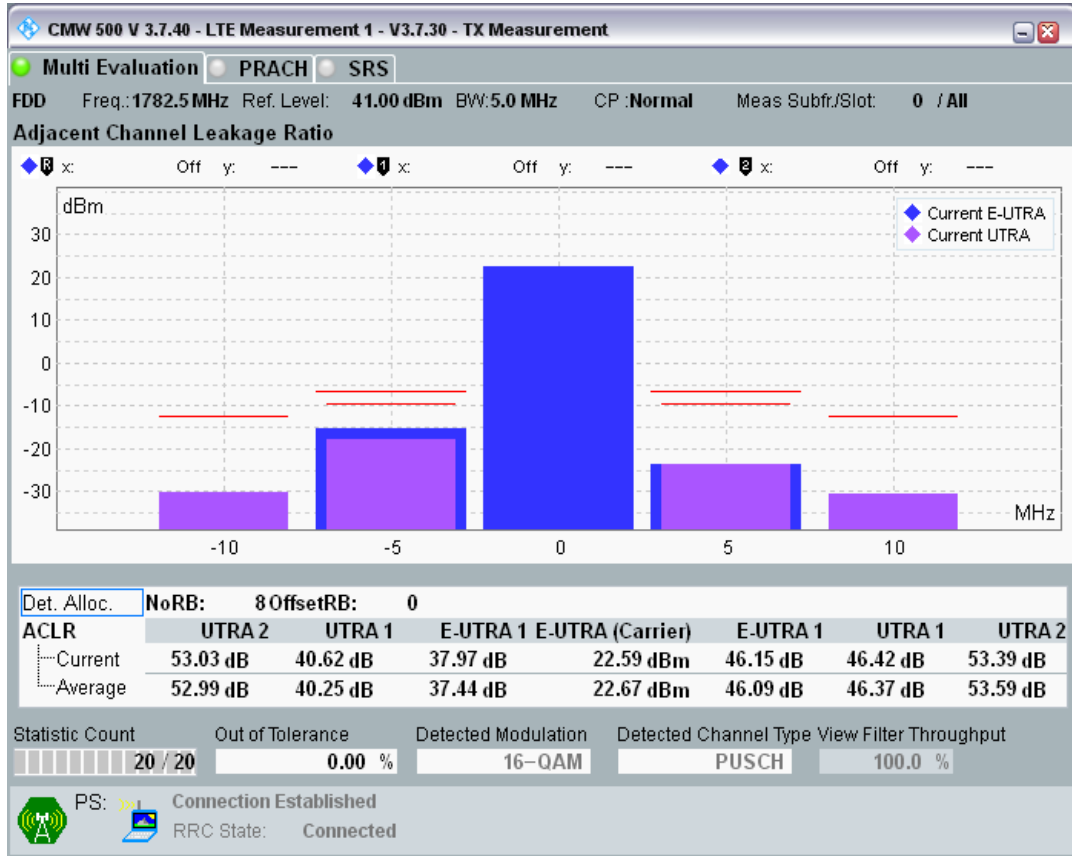 CMW 500 V 3.7.40 - LTE Measurement 1 - V3.7.30 - TX Measurement
Multi Evaluation PRACH SRS
FDD Freq.: 1782.5 MHz Ref. Level: 41.00 dBm BW: 5.0 MHz CP : Normal Meas Subfr./Slot: 0 / All
Adjacent Channel Leakage Ratio
R x: Off y: --- 1 x: Off y: --- 2 x: Off y: ---
dBm
Current E-UTRA
Current UTRA
30
20
10
0
-10
-20
-30
MHz
-10 -5 0 5 10
Det. Alloc. NoRB: 8 OffsetRB: 0
ACLR UTRA 2 UTRA 1 E-UTRA 1 E-UTRA (Carrier) E-UTRA 1 UTRA 1 UTRA 2
Current 53.03 dB 40.62 dB 37.97 dB 22.59 dBm 46.15 dB 46.42 dB 53.39 dB
Average 52.99 dB 40.25 dB 37.44 dB 22.67 dBm 46.09 dB 46.37 dB 53.59 dB
Statistic Count Out of Tolerance Detected Modulation Detected Channel Type View Filter Throughput
20 / 20 0.00 % 16-QAM PUSCH 100.0 %
PS: Connection Established
RRC State: Connected